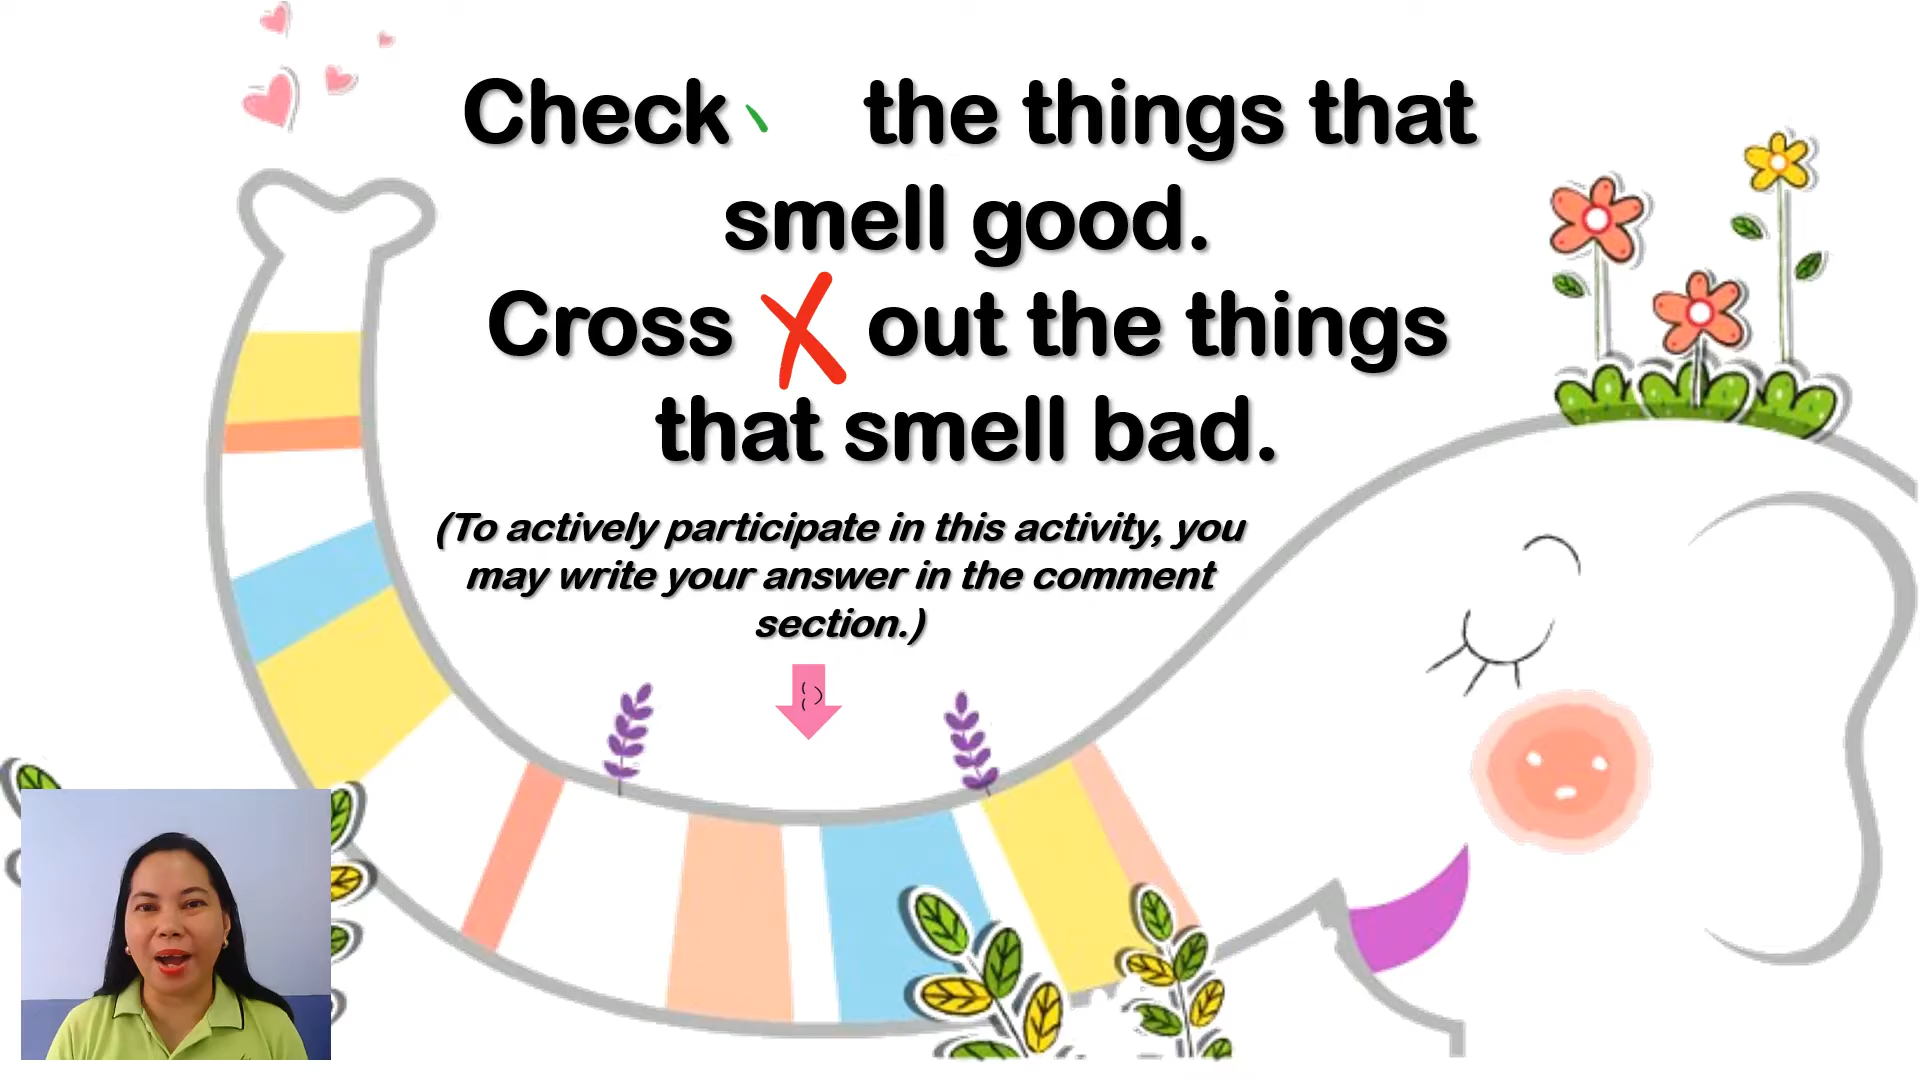 Check the things that
smell good.
Cross X out the things
that smell bad.
(To actively participate in this activity, you
may write your answer in the comment
section.)